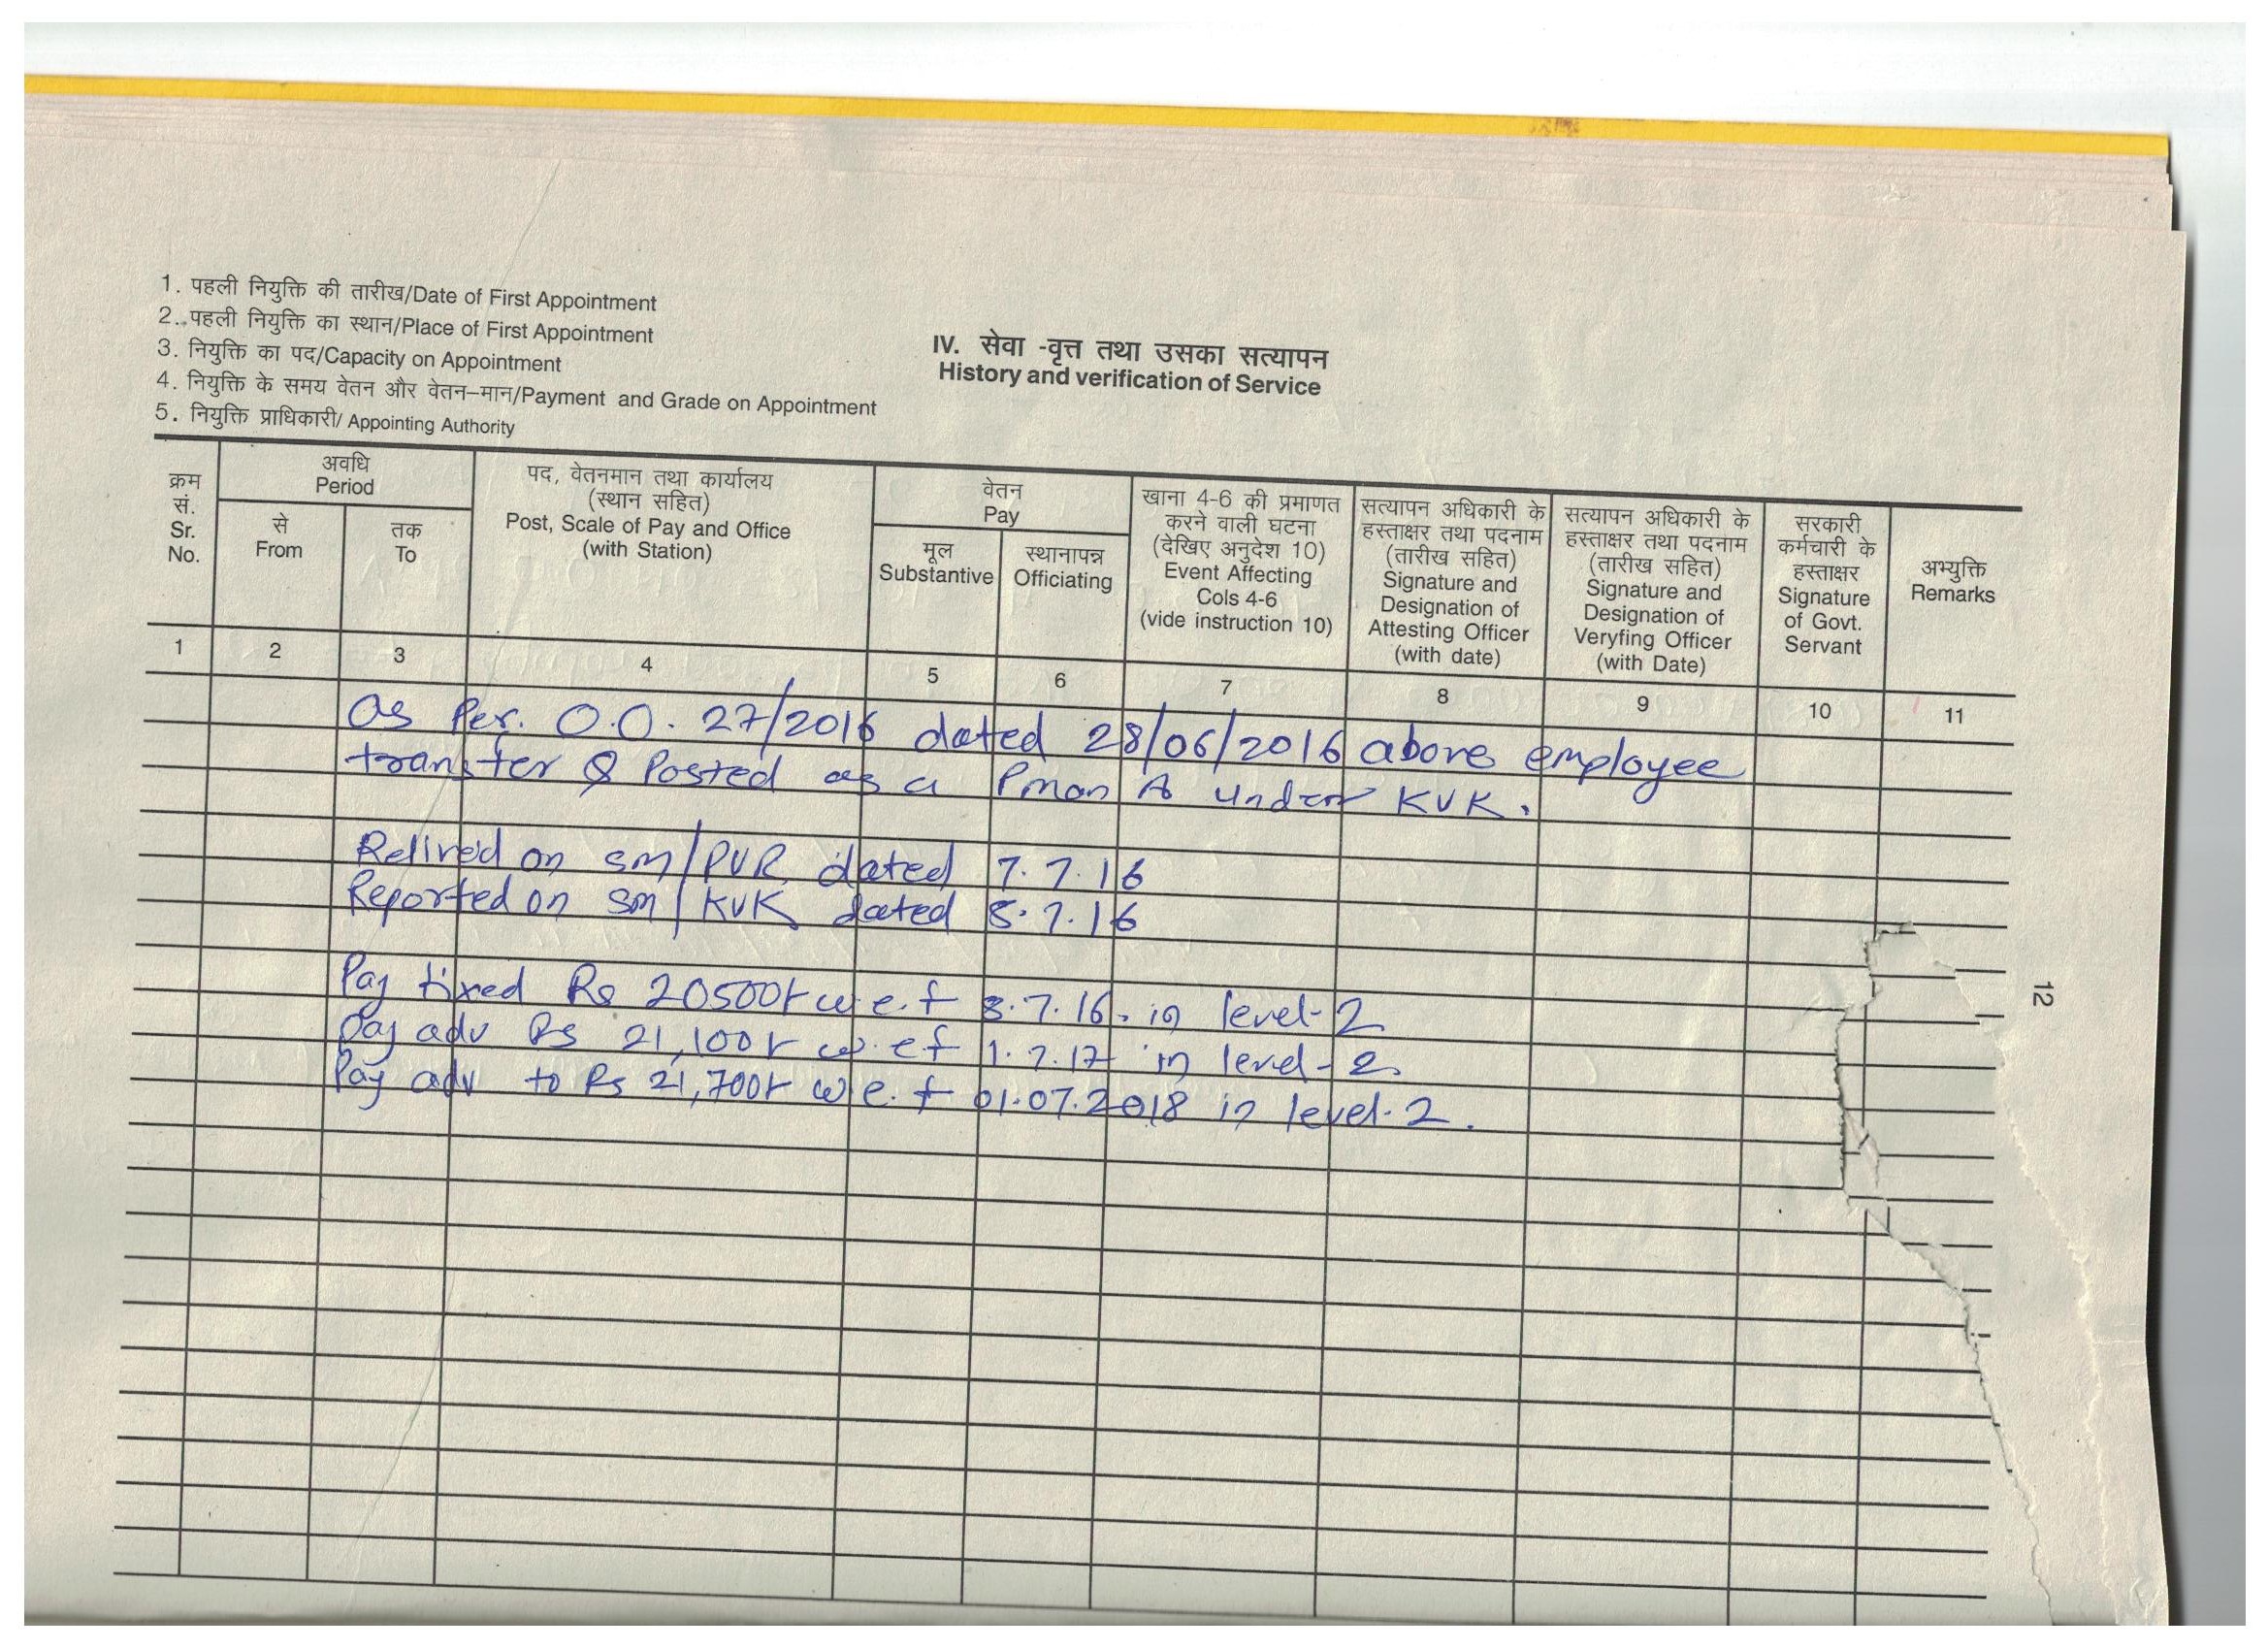 1. पहली नियुक्ति की तारीख/Date of First Appointment
2. पहली नियुक्ति का स्थान/Place of First Appointment
3. नियुक्ति का पद/Capacity on Appointment
4. नियुक्ति के समय वेतन और वेतन-मान/Payment and Grade on Appointment
5. नियुक्ति प्राधिकारी/ Appointing Authority
IV. सेवा -वृत्त तथा उसका सत्यापन
History and verification of Service
क्रम सं. Sr. No.
अवधि Period
से From
तक To
पद, वेतनमान तथा कार्यालय
(स्थान सहित)
Post, Scale of Pay and Office
(with Station)
वेतन Pay
मूल Substantive
स्थानापन्न Officiating
खाना 4-6 की प्रमाणत
करने वाली घटना
(देखिए अनुदेश 10)
Event Affecting
Cols 4-6
(vide instruction 10)
सत्यापन अधिकारी के
हस्ताक्षर तथा पदनाम
(तारीख सहित)
Signature and
Designation of
Attesting Officer
(with date)
सत्यापन अधिकारी के
हस्ताक्षर तथा पदनाम
(तारीख सहित)
Signature and
Designation of
Veryfing Officer
(with Date)
सरकारी
कर्मचारी के
हस्ताक्षर
Signature
of Govt.
Servant
अभ्युक्ति
Remarks
1 2 3 4 5 6 7 8 9 10 11
As Per. O.O. 27/2016 dated 28/06/2016 above employee
transfer & Posted as a Pman A under KVK.
Relived on SM/PVR dated 7.7.16
Reported on SM/KVK dated 8.7.16
Pay fixed Rs 20500/- w.e.f 8.7.16. in level-2
Pay adv Rs 21,100/- w.ef 1.7.17 in level-2.
Pay adv to Rs 21,700/- w.e.f 01.07.2018 in level-2.
12